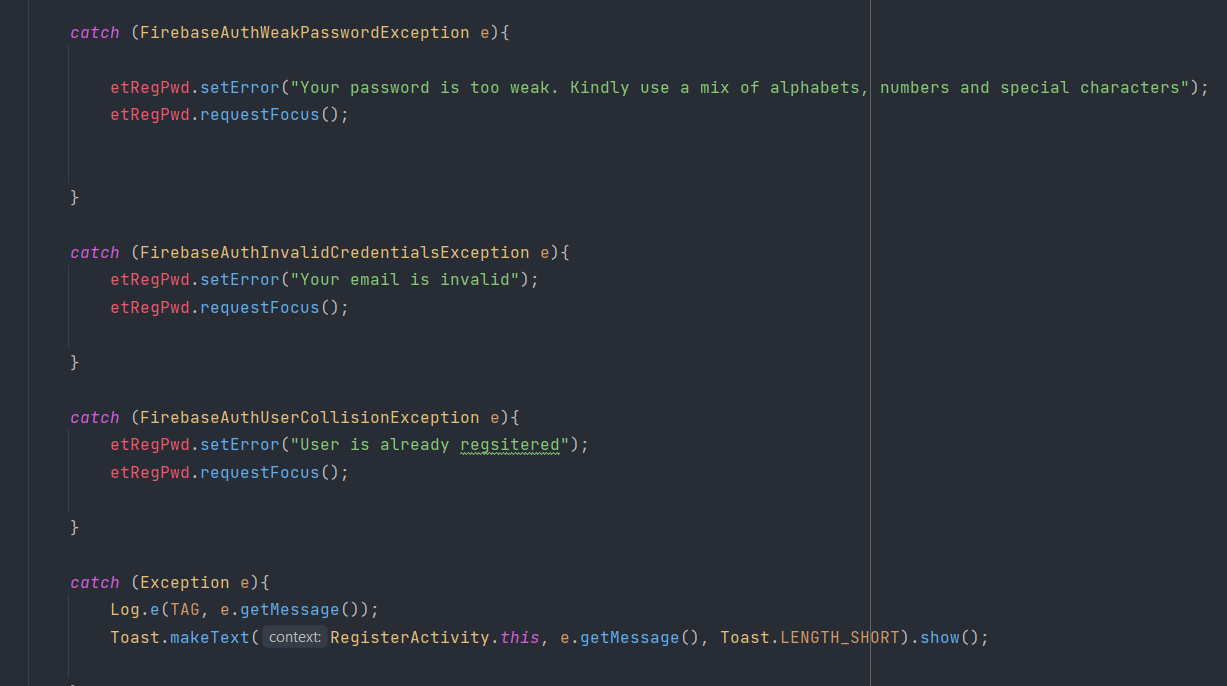 catch (FirebaseAuthWeakPasswordException e){
etRegPwd.setError("Your password is too weak. Kindly use a mix of alphabets, numbers and special characters");
etRegPwd.requestFocus();
}
catch (FirebaseAuthInvalidCredentialsException e){
etRegPwd.setError("Your email is invalid");
etRegPwd.requestFocus();
}
catch (FirebaseAuthUserCollisionException e){
etRegPwd.setError("User is already regsitered");
etRegPwd.requestFocus();
}
catch (Exception e){
Log.e(TAG, e.getMessage());
Toast.makeText( context: RegisterActivity.this, e.getMessage(), Toast.LENGTH_SHORT).show();